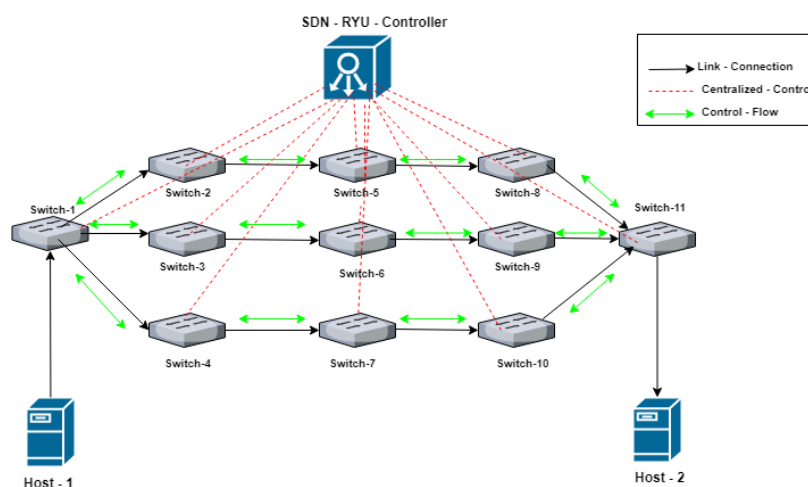 SDN - RYU - Controller
Link - Connection
Centralized - Contro
Control - Flow
Switch-2
Switch-5
Switch-8
Switch-1
Switch-11
Switch-3
Switch-6
Switch-9
Switch-4
Switch-7
Switch-10
Host - 1
Host - 2